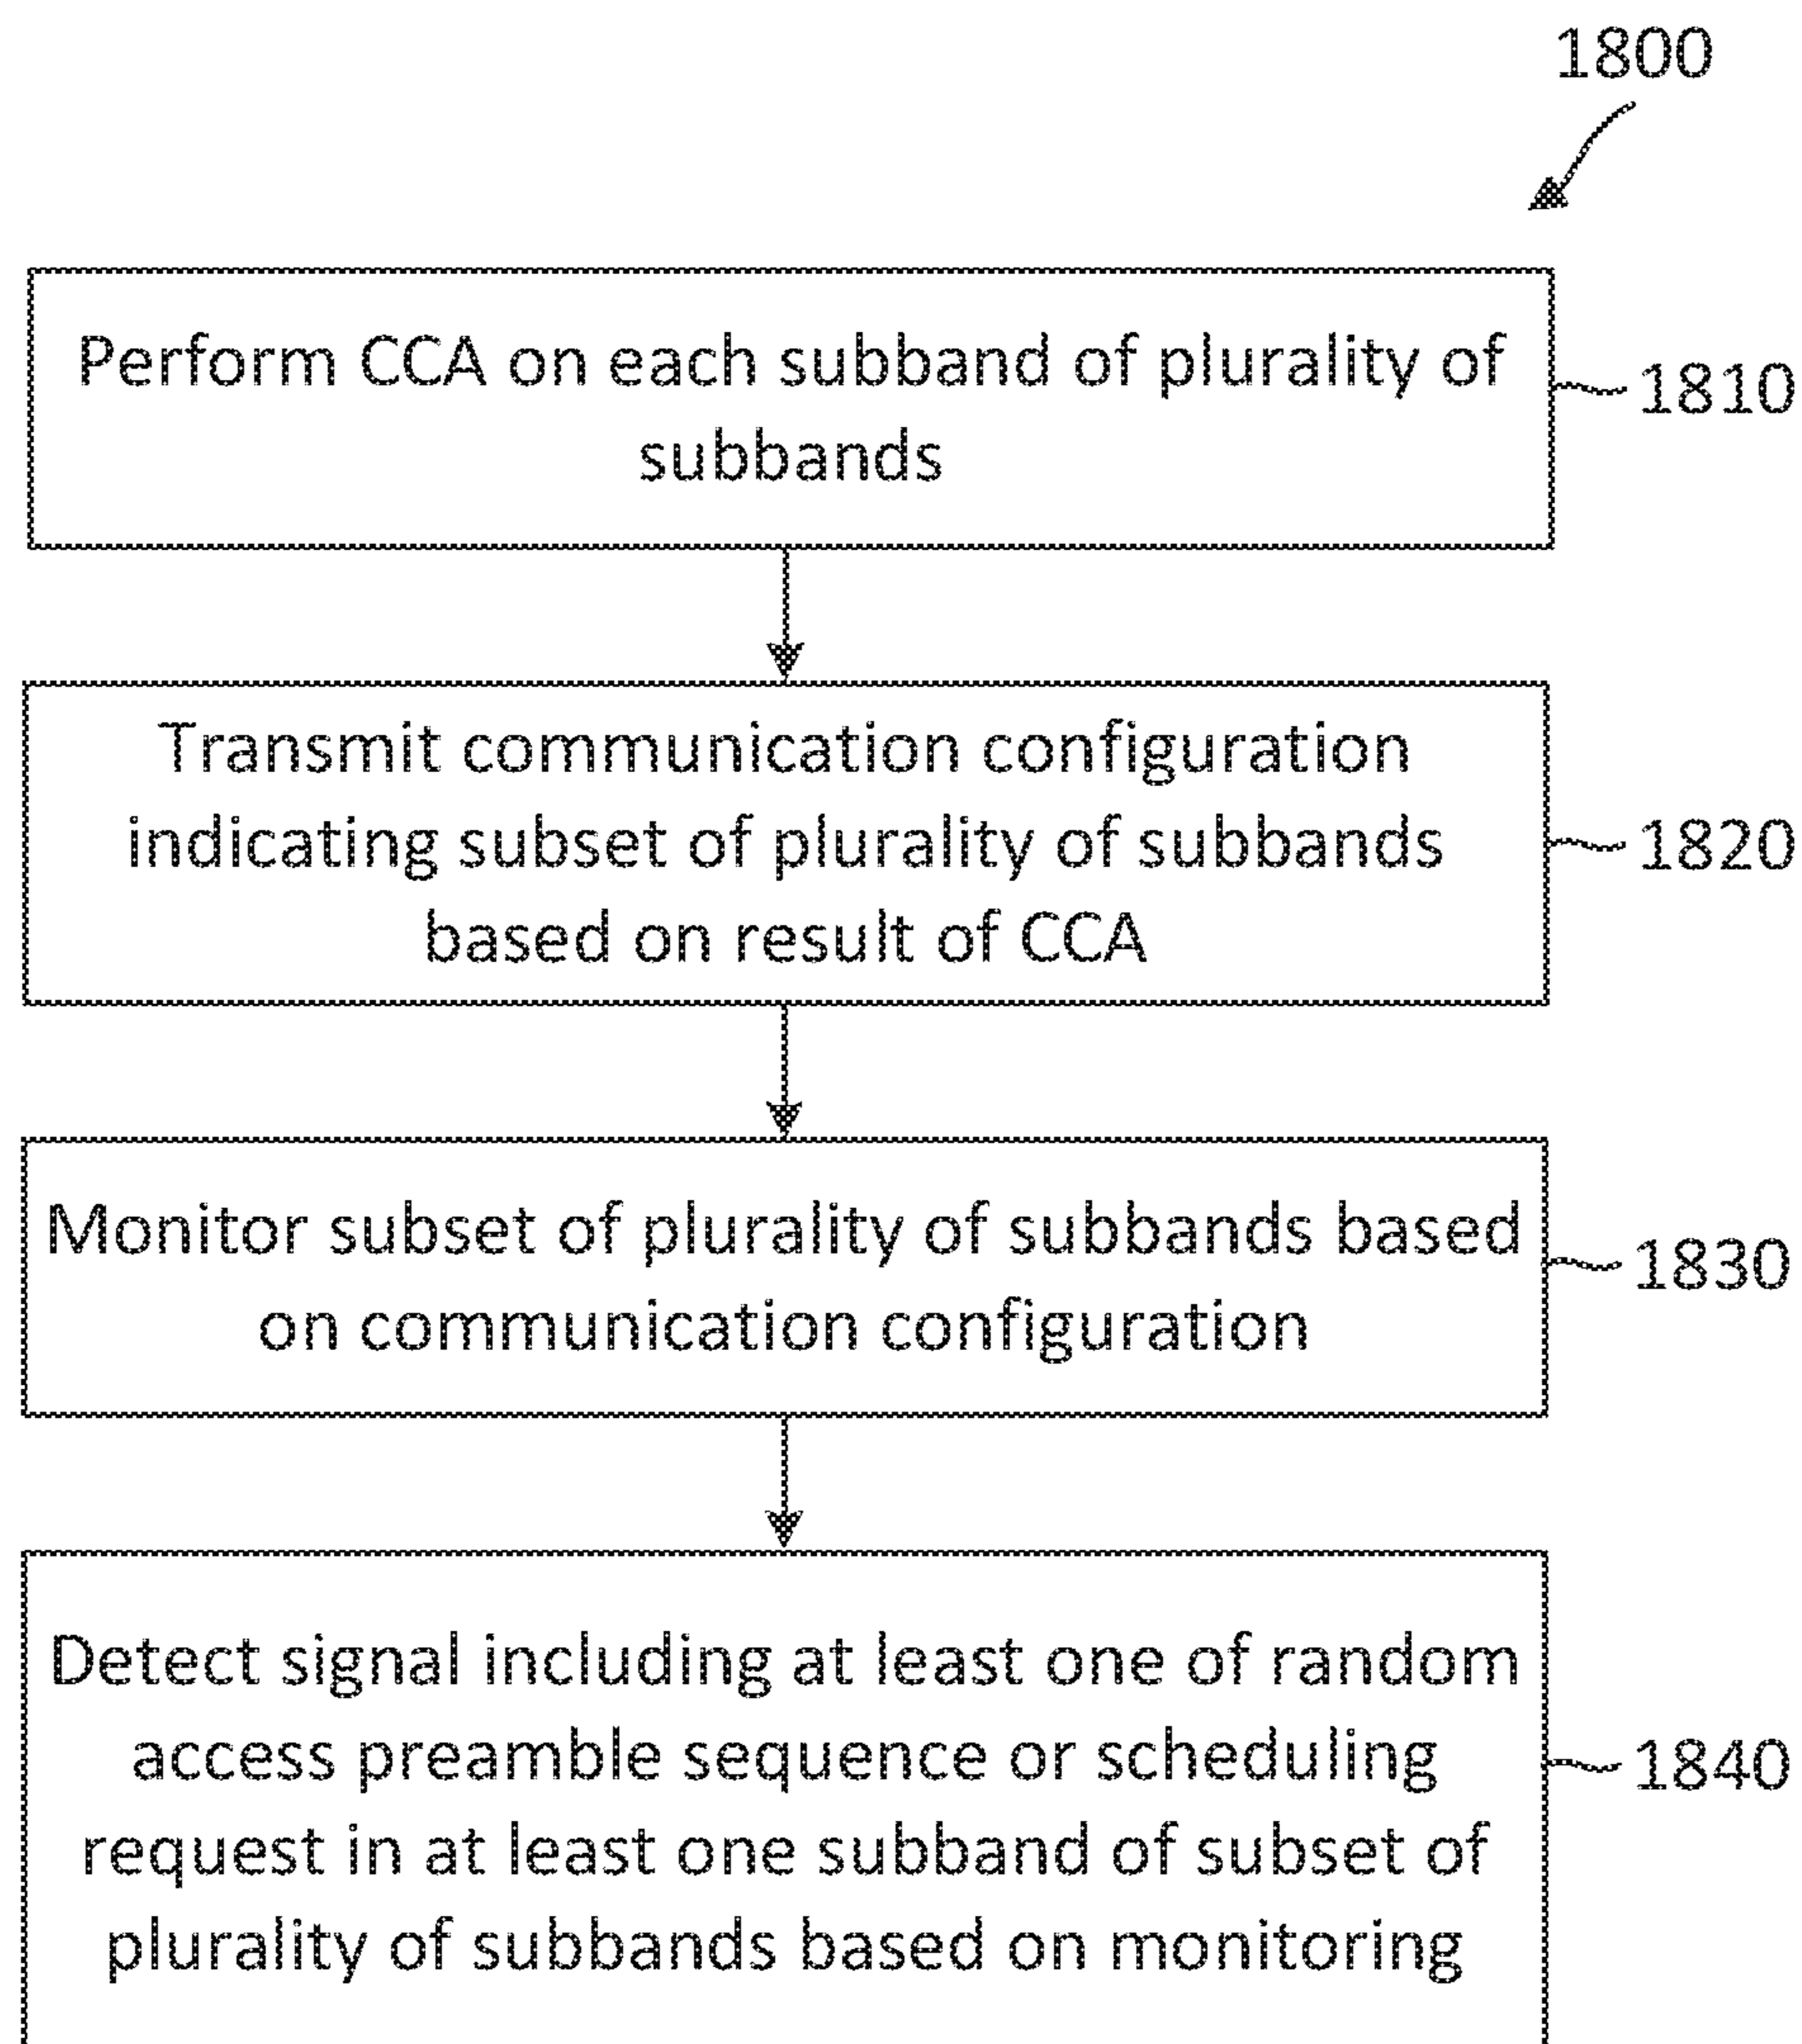 1800
Perform CCA on each subband of plurality of
subbands
1810
Transmit communication configuration
indicating subset of plurality of subbands
based on result of CCA
1820
Monitor subset of plurality of subbands based
on communication configuration
1830
Detect signal including at least one of random
access preamble sequence or scheduling
request in at least one subband of subset of
plurality of subbands based on monitoring
1840